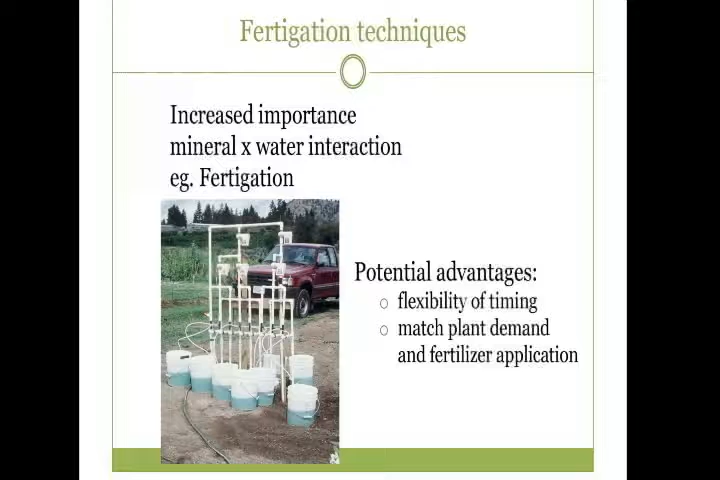 Fertigation techniques
Increased importance
mineral x water interaction
eg. Fertigation
Potential advantages:
flexibility of timing
match plant demand
and fertilizer application